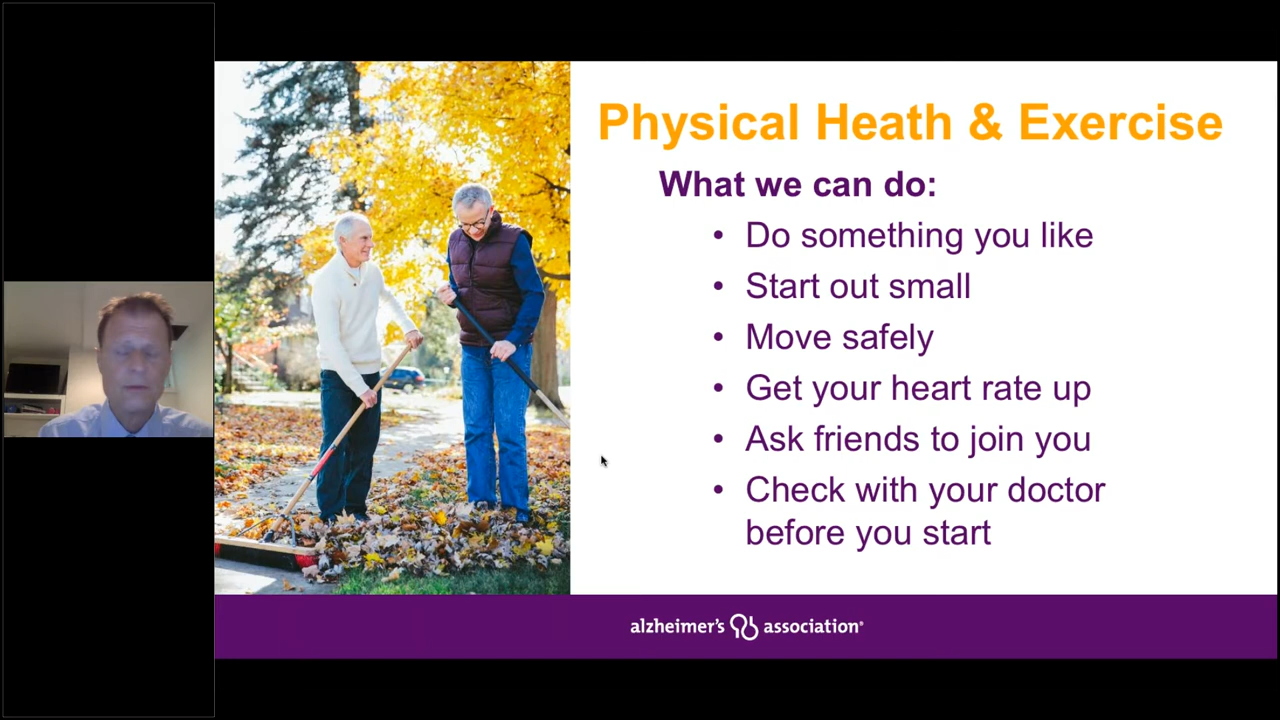 Physical Heath & Exercise
What we can do:
• Do something you like
• Start out small
• Move safely
• Get your heart rate up
• Ask friends to join you
• Check with your doctor
before you start
alzheimer's association®